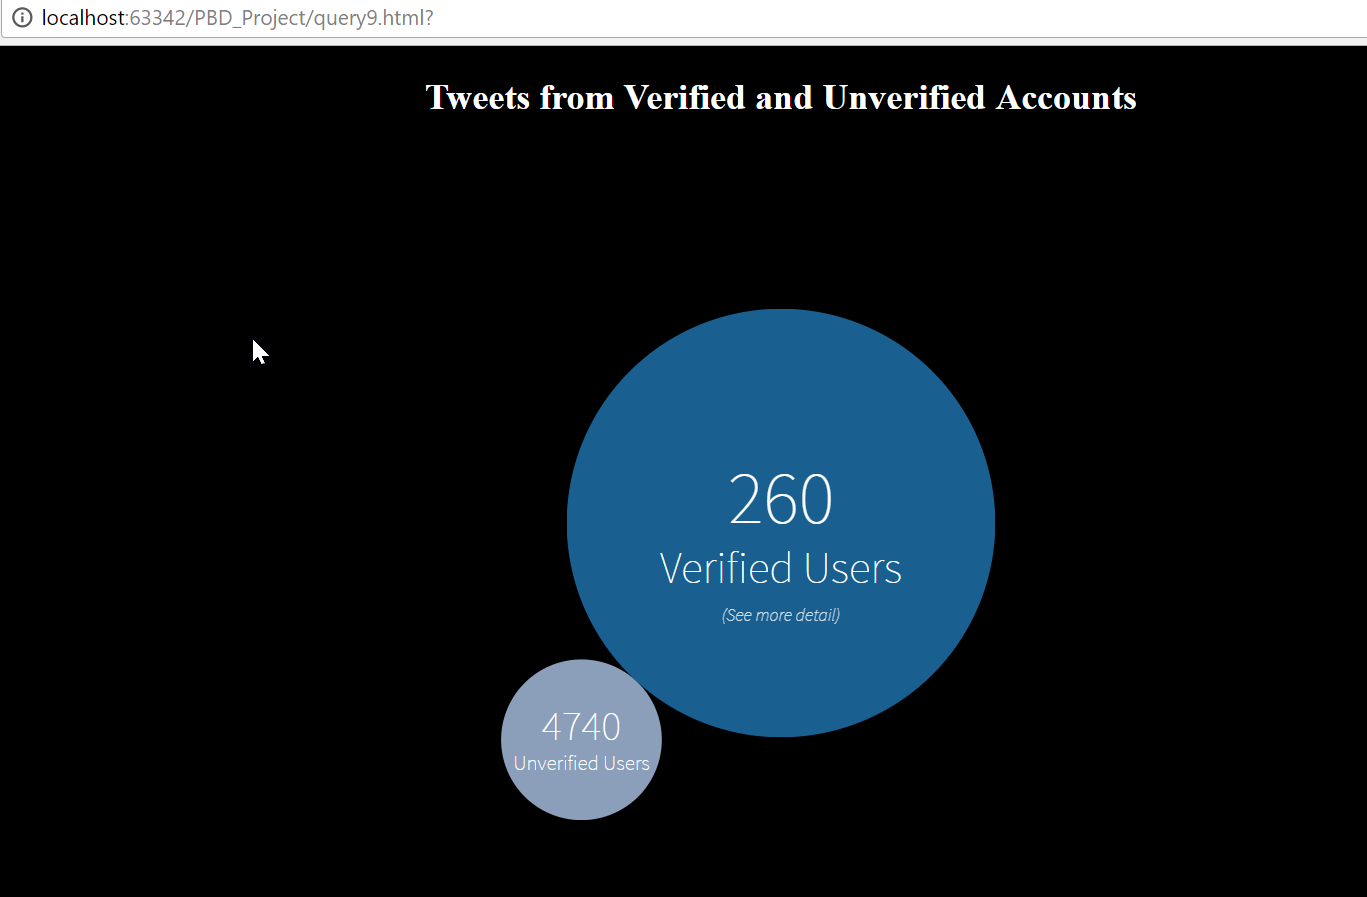 localhost:63342/PBD_Project/query9.html?
Tweets from Verified and Unverified Accounts
260
Verified Users
(See more detail)
4740
Unverified Users